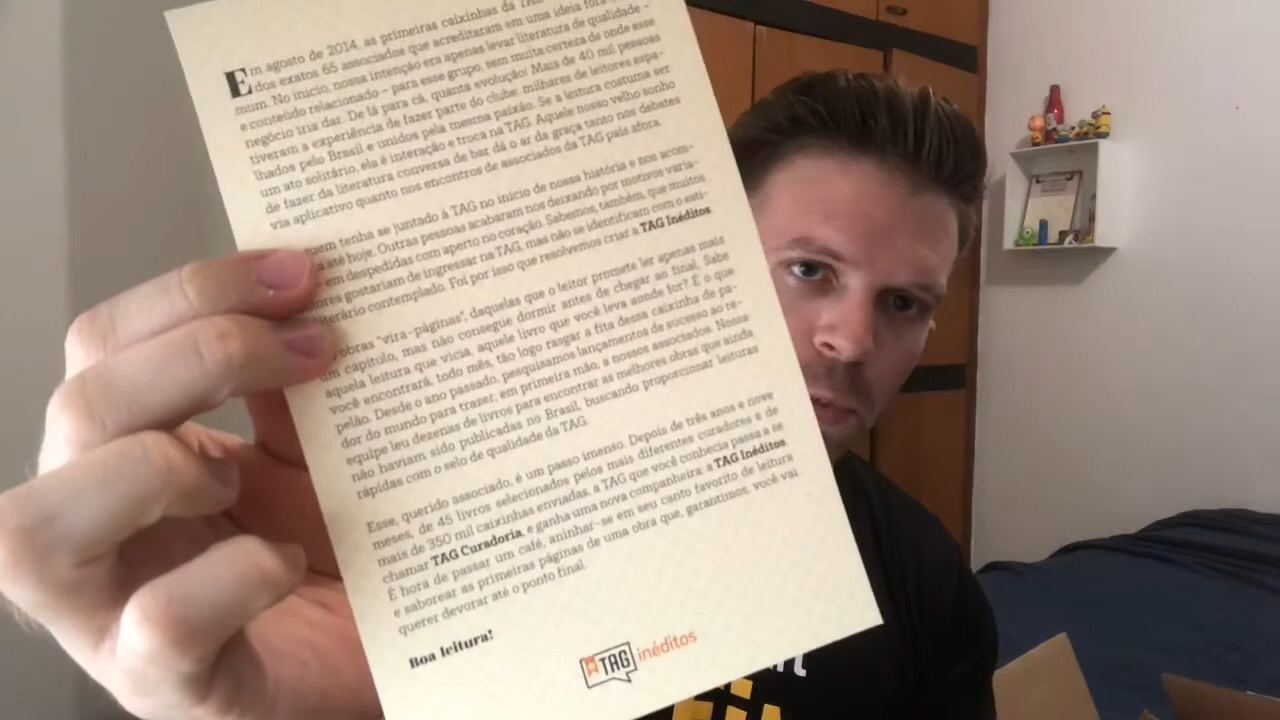 Em agosto de 2014, as primeiras caixinhas da TAG
dos exatos 65 associados que acreditaram em uma ideia fora
mum. No início, nossa intenção era apenas levar literatura de qualidade –
e conteúdo relacionado – para esse grupo, sem muita certeza de onde esse
negócio iria dar. De lá para cá, quanta evolução! Mais de 40 mil pessoas
tiveram a experiência de fazer parte do clube: milhares de leitores espa-
lhados pelo Brasil e unidos pela mesma paixão. Se a leitura costuma ser
um ato solitário, ela é interação e troca na TAG. Aquele nosso velho sonho
de fazer da literatura conversa de bar dá o ar da graça tanto nos debates
via aplicativo quanto nos encontros de associados da TAG país afora.
quem tenha se juntado à TAG no início de nossa história e nos acom-
até hoje. Outras pessoas acabaram nos deixando por motivos varia-
em despedidas com aperto no coração. Sabemos, também, que muitos
gostariam de ingressar na TAG, mas não se identificam com o esti-
literário contemplado. Foi por isso que resolvemos criar a TAG Inéditos.
obras "vira-páginas", daquelas que o leitor promete ler apenas mais
um capítulo, mas não consegue dormir antes de chegar ao final. Sabe
aquela leitura que vicia, aquele livro que você leva aonde for? É o que
você encontrará, todo mês, tão logo rasgar a fita dessa caixinha de pa-
pelão. Desde o ano passado, pesquisamos lançamentos de sucesso ao re-
dor do mundo para trazer, em primeira mão, a nossos associados. Nossa
equipe leu dezenas de livros para encontrar as melhores obras que ainda
não haviam sido publicadas no Brasil, buscando proporcionar leituras
rápidas com o selo de qualidade da TAG.
Esse, querido associado, é um passo imenso. Depois de três anos e nove
meses, de 45 livros selecionados pelos mais diferentes curadores e de
mais de 350 mil caixinhas enviadas, a TAG que você conhecia passa a se
chamar TAG Curadoria, e ganha uma nova companheira: a TAG Inéditos.
É hora de passar um café, aninhar-se em seu canto favorito de leitura
e saborear as primeiras páginas de uma obra que, garantimos, você vai
querer devorar até o ponto final.
Boa leitura!
TAG inéditos